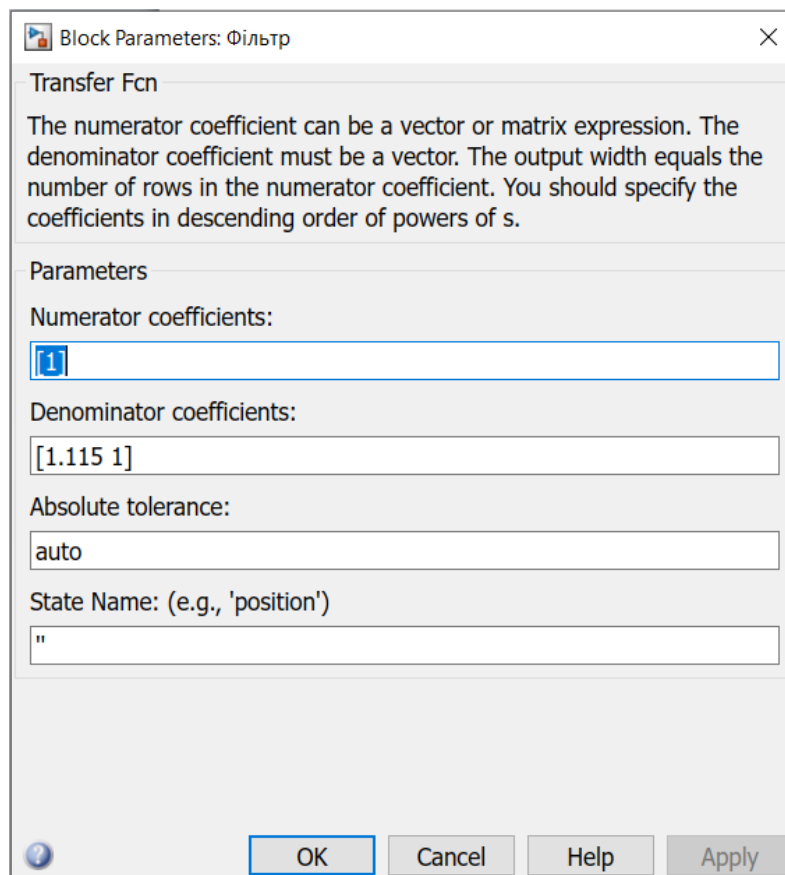 Block Parameters: Фільтр
Transfer Fcn
The numerator coefficient can be a vector or matrix expression. The
denominator coefficient must be a vector. The output width equals the
number of rows in the numerator coefficient. You should specify the
coefficients in descending order of powers of s.
Parameters
Numerator coefficients:
[1]
Denominator coefficients:
[1.115 1]
Absolute tolerance:
auto
State Name: (e.g., 'position')
''
OK Cancel Help Apply